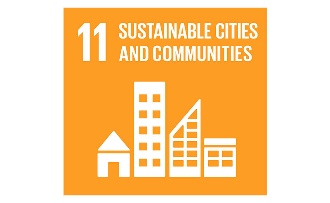 11 SUSTAINABLE CITIES
AND COMMUNITIES